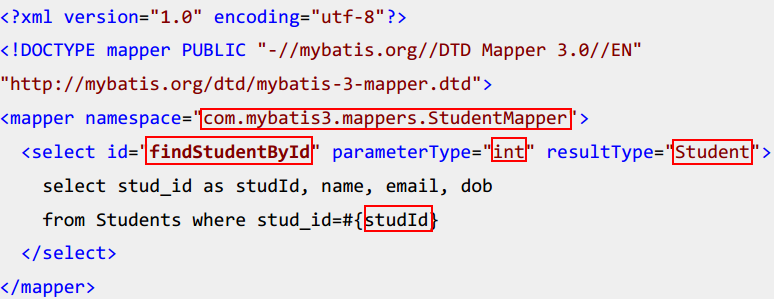 <?xml version="1.0" encoding="utf-8"?>
<!DOCTYPE mapper PUBLIC "-//mybatis.org//DTD Mapper 3.0//EN"
"http://mybatis.org/dtd/mybatis-3-mapper.dtd">
<mapper namespace="com.mybatis3.mappers.StudentMapper">
<select id="findStudentById" parameterType="int" resultType="Student">
select stud_id as studId, name, email, dob
from Students where stud_id=#{studId}
</select>
</mapper>